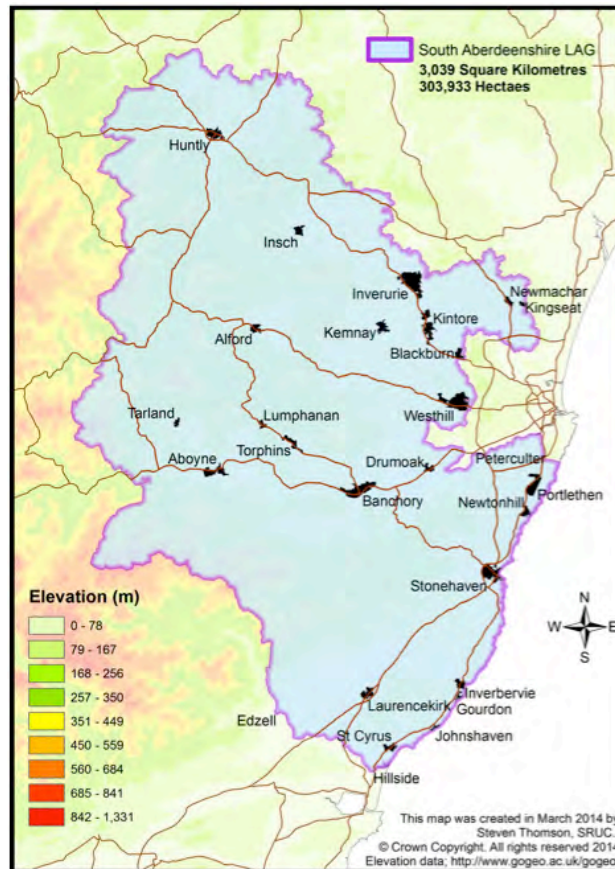 South Aberdeenshire LAG
3,039 Square Kilometres
303,933 Hectaes
Huntly
Insch
Inverurie
Newmachar
Kingseat
Kintore
Kemnay
Alford
Blackburn
Westhill
Tarland
Lumphanan
Torphins
Aboyne
Drumoak
Peterculter
Banchory
Newtonhill
Portlethen
Stonehaven
Elevation (m)
0 - 78
79 - 167
168 - 256
257 - 350
351 - 449
450 - 559
560 - 684
685 - 841
842 - 1,331
N
W
E
S
Inverbervie
Laurencekirk
Gourdon
Edzell
St Cyrus
Johnshaven
Hillside
This map was created in March 2014 by
Steven Thomson, SRUC.
© Crown Copyright. All rights reserved 2014
Elevation data; http://www.gogeo.ac.uk/gogeo